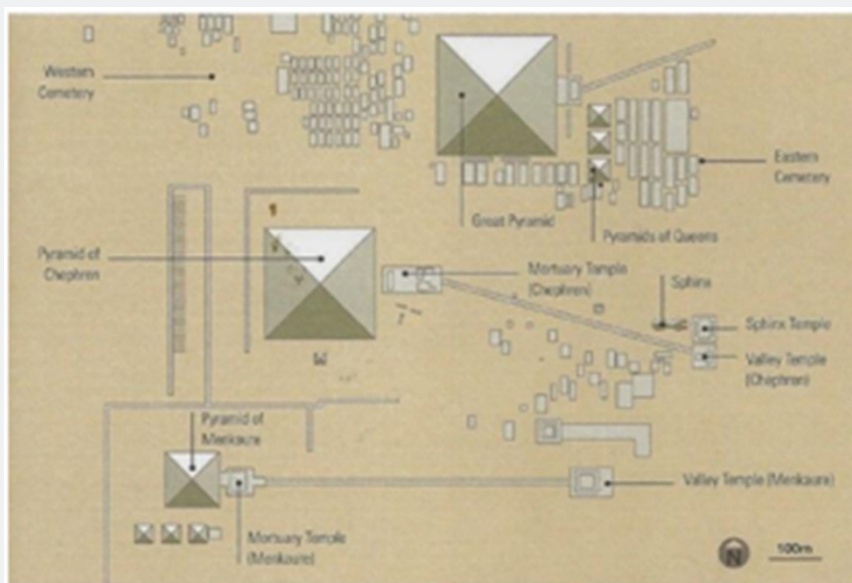 Western
Cemetery
Eastern
Cemetery
Great Pyramid
Pyramids of Queens
Pyramid of
Chephren
Mortuary Temple
(Chephren)
Sphinx
Sphinx Temple
Valley Temple
(Chephren)
Pyramid of
Menkaure
Valley Temple (Menkaure)
Mortuary Temple
(Menkaure)
N
100m